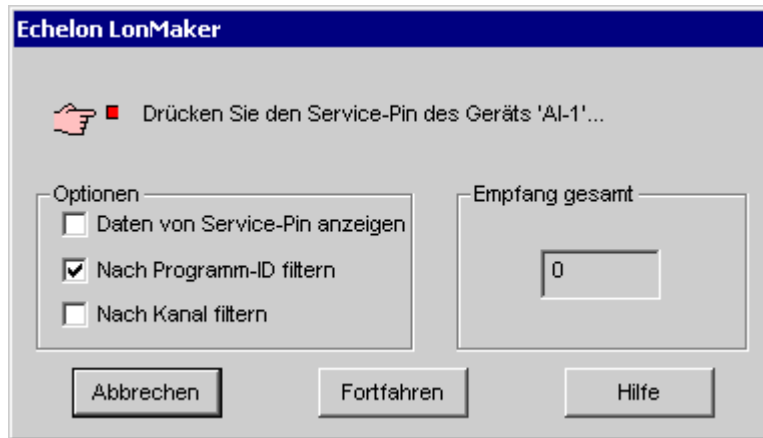 Echelon LonMaker
Drücken Sie den Service-Pin des Geräts 'AI-1'...
Optionen
Daten von Service-Pin anzeigen
Nach Programm-ID filtern
Nach Kanal filtern
Empfang gesamt
0
Abbrechen
Fortfahren
Hilfe